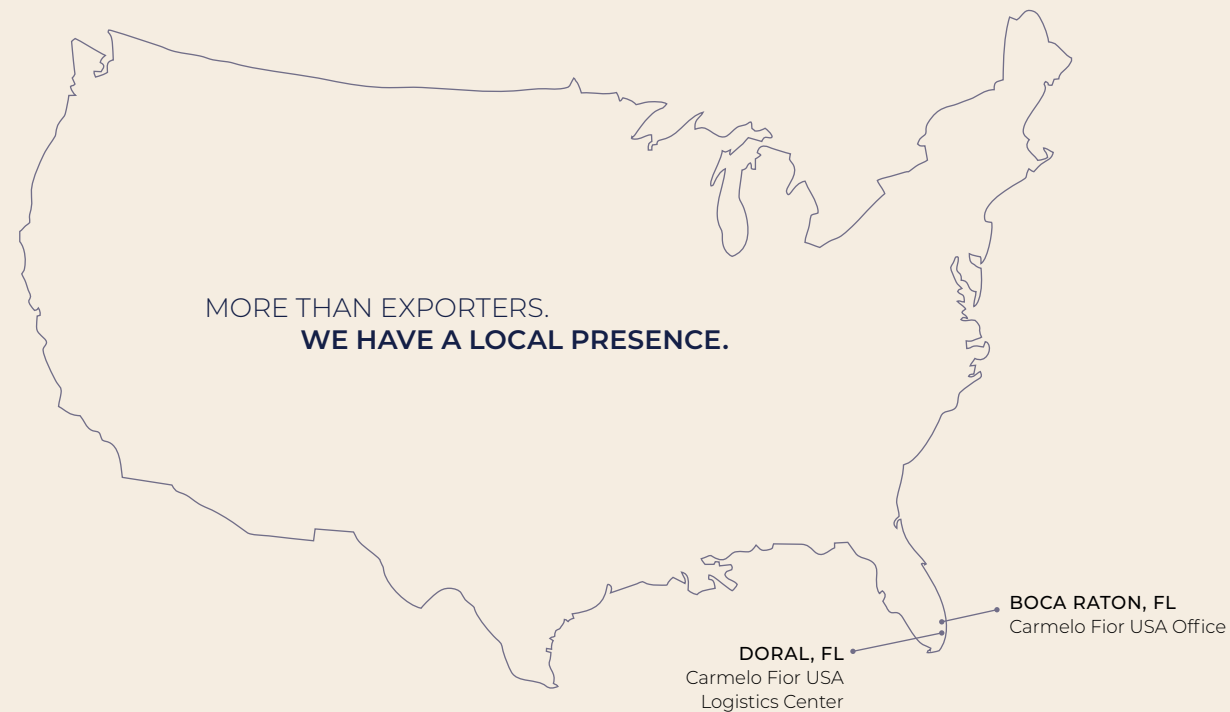 MORE THAN EXPORTERS.
WE HAVE A LOCAL PRESENCE.
BOCA RATON, FL
Carmelo Fior USA Office
DORAL, FL
Carmelo Fior USA
Logistics Center